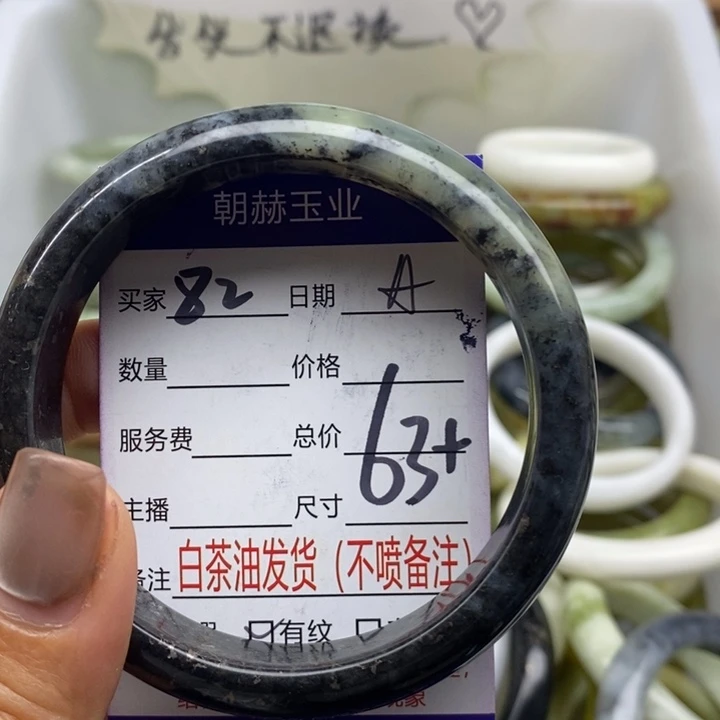 售出不退换
朝赫玉业
买家 82 日期 A
数量 价格
服务费 总价
主播 尺寸 63+
备注 白茶油发货（不喷备注）
有纹